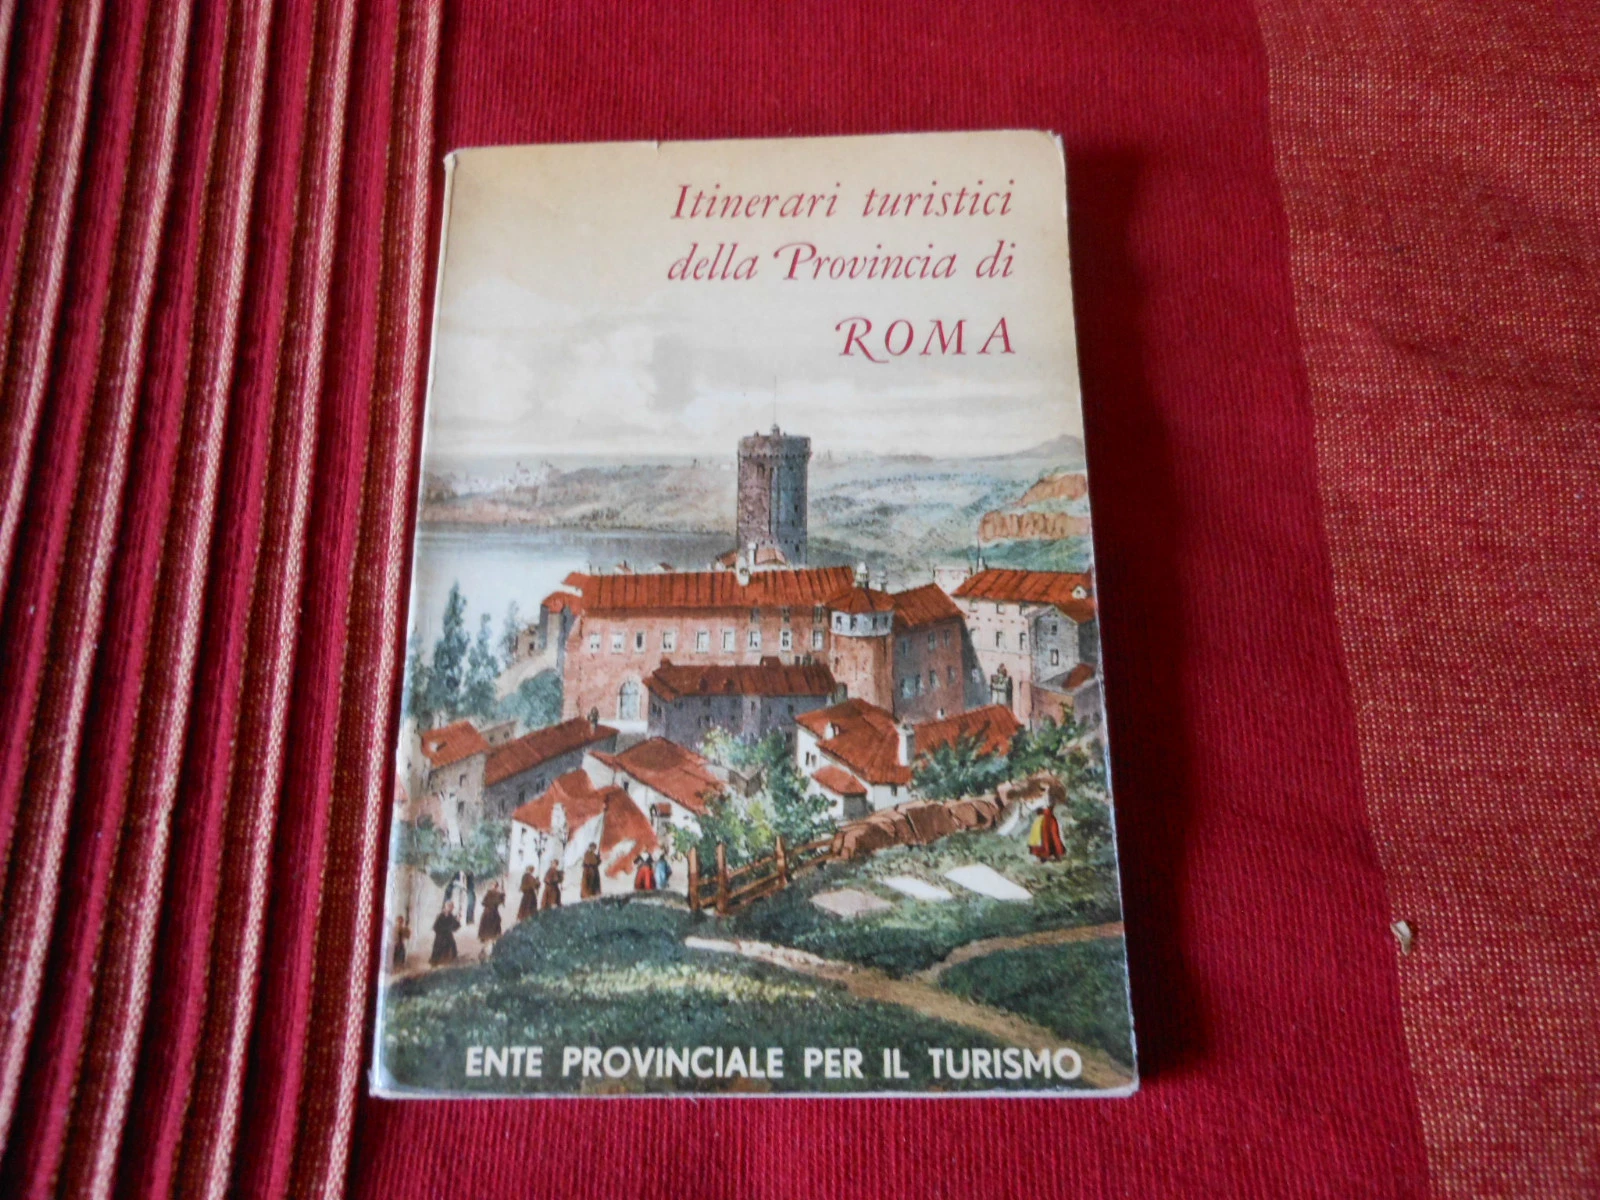 Itinerari turistici
della Provincia di
ROMA
ENTE PROVINCIALE PER IL TURISMO